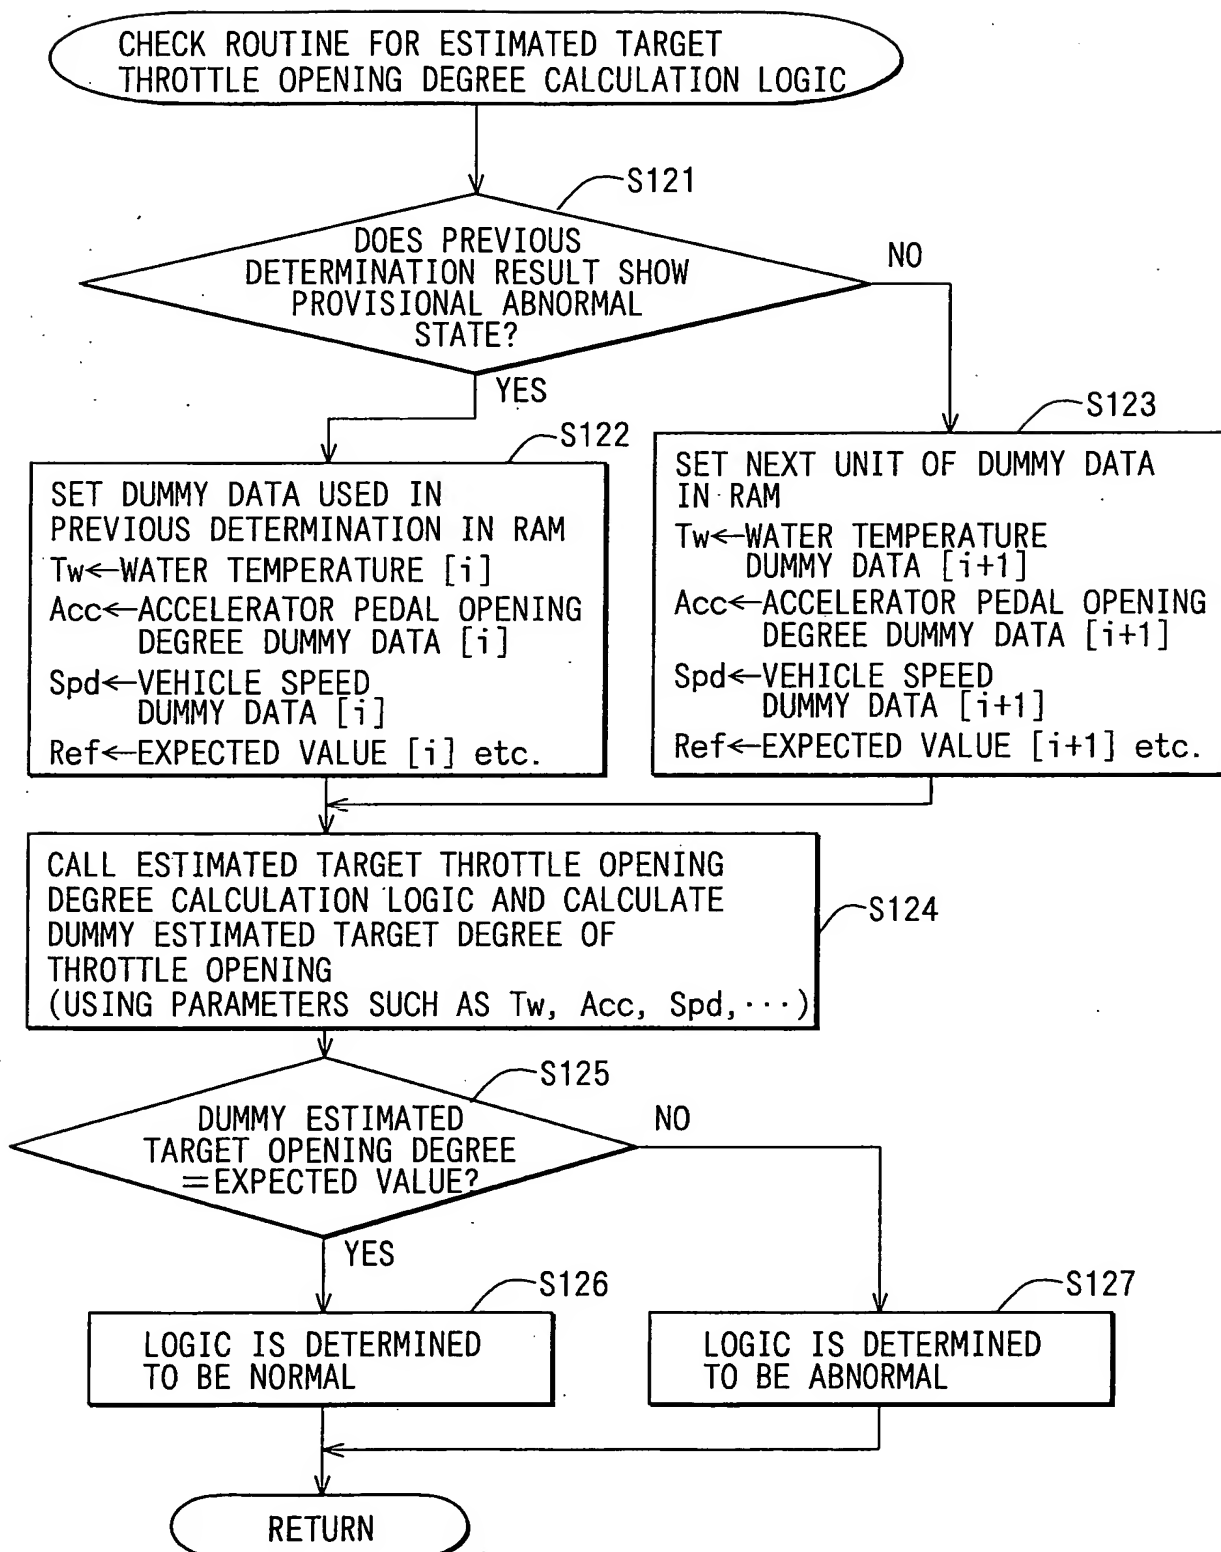 CHECK ROUTINE FOR ESTIMATED TARGET
THROTTLE OPENING DEGREE CALCULATION LOGIC
S121
DOES PREVIOUS
DETERMINATION RESULT SHOW
PROVISIONAL ABNORMAL
STATE?
NO
YES
S122
SET DUMMY DATA USED IN
PREVIOUS DETERMINATION IN RAM
Tw←WATER TEMPERATURE [i]
Acc←ACCELERATOR PEDAL OPENING
DEGREE DUMMY DATA [i]
Spd←VEHICLE SPEED
DUMMY DATA [i]
Ref←EXPECTED VALUE [i] etc.
S123
SET NEXT UNIT OF DUMMY DATA
IN RAM
Tw←WATER TEMPERATURE
DUMMY DATA [i+1]
Acc←ACCELERATOR PEDAL OPENING
DEGREE DUMMY DATA [i+1]
Spd←VEHICLE SPEED
DUMMY DATA [i+1]
Ref←EXPECTED VALUE [i+1] etc.
CALL ESTIMATED TARGET THROTTLE OPENING
DEGREE CALCULATION LOGIC AND CALCULATE
DUMMY ESTIMATED TARGET DEGREE OF
THROTTLE OPENING
(USING PARAMETERS SUCH AS Tw, Acc, Spd,···)
S124
S125
DUMMY ESTIMATED
TARGET OPENING DEGREE
=EXPECTED VALUE?
NO
YES
S126
LOGIC IS DETERMINED
TO BE NORMAL
S127
LOGIC IS DETERMINED
TO BE ABNORMAL
RETURN